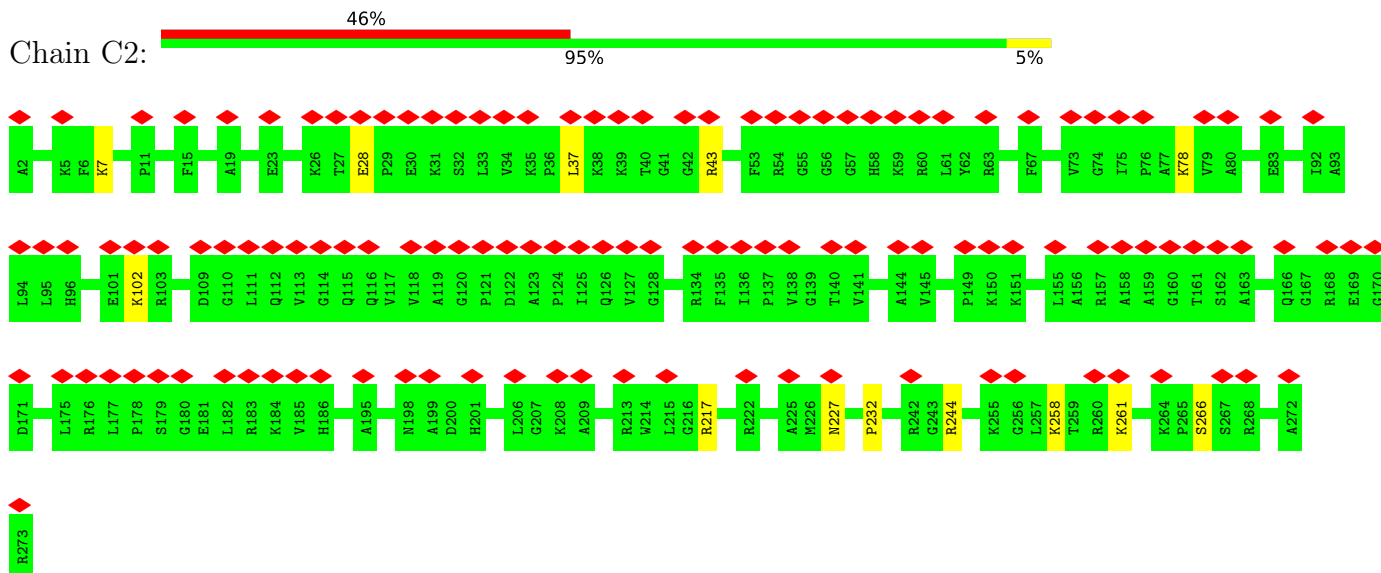 46%
Chain C2:
95% 5%
A2 K5 F6 K7 P11 F15 A19 E23 K26 T27 E28 P29 E30 K31 S32 L33 V34 K35 P36 L37 K38 K39 T40 G41 G42 R43 F53 R54 G55 G56 G57 H58 K59 R60 L61 Y62 R63 F67 V73 G74 I75 P76 A77 K78 V79 A80 E83 I92 A93
L94 L95 H96 E101 K102 R103 D109 G110 L111 Q112 V113 G114 Q115 Q116 V117 V118 A119 G120 P121 D122 A123 P124 I125 Q126 V127 G128 R134 F135 I136 P137 V138 G139 T140 V141 A144 V145 P149 K150 K151 L155 A156 R157 A158 A159 G160 T161 S162 A163 Q166 G167 R168 E169 G170
D171 L175 R176 L177 P178 S179 G180 E181 L182 R183 K184 V185 H186 A195 N198 A199 D200 H201 L206 G207 K208 A209 R213 W214 L215 G216 R217 R222 A225 M226 N227 P232 R242 G243 R244 K255 G256 L257 K258 T259 R260 K261 K264 P265 S266 S267 R268 A272
R273